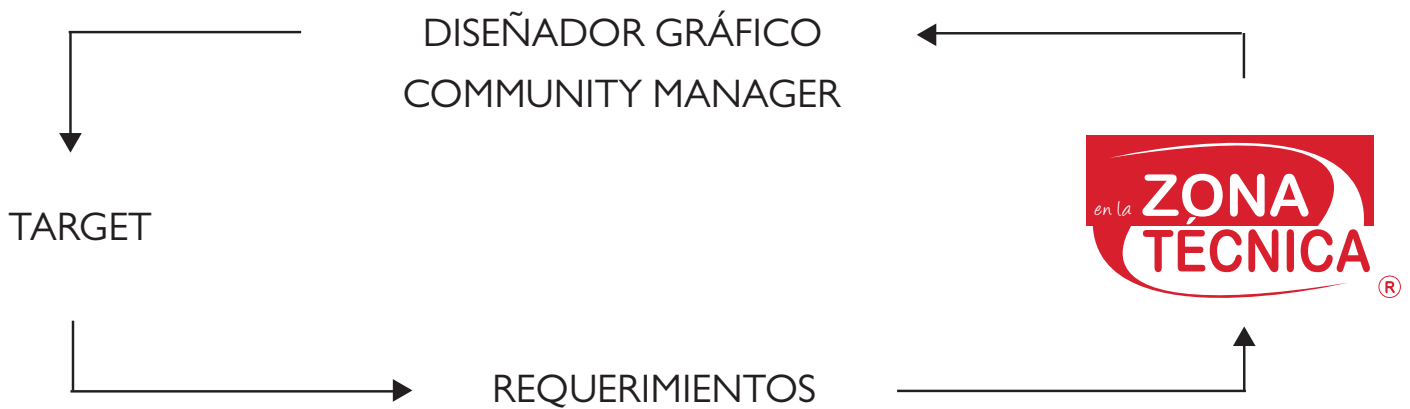 DISEÑADOR GRÁFICO
COMMUNITY MANAGER
TARGET
en la ZONA
TÉCNICA
®
REQUERIMIENTOS